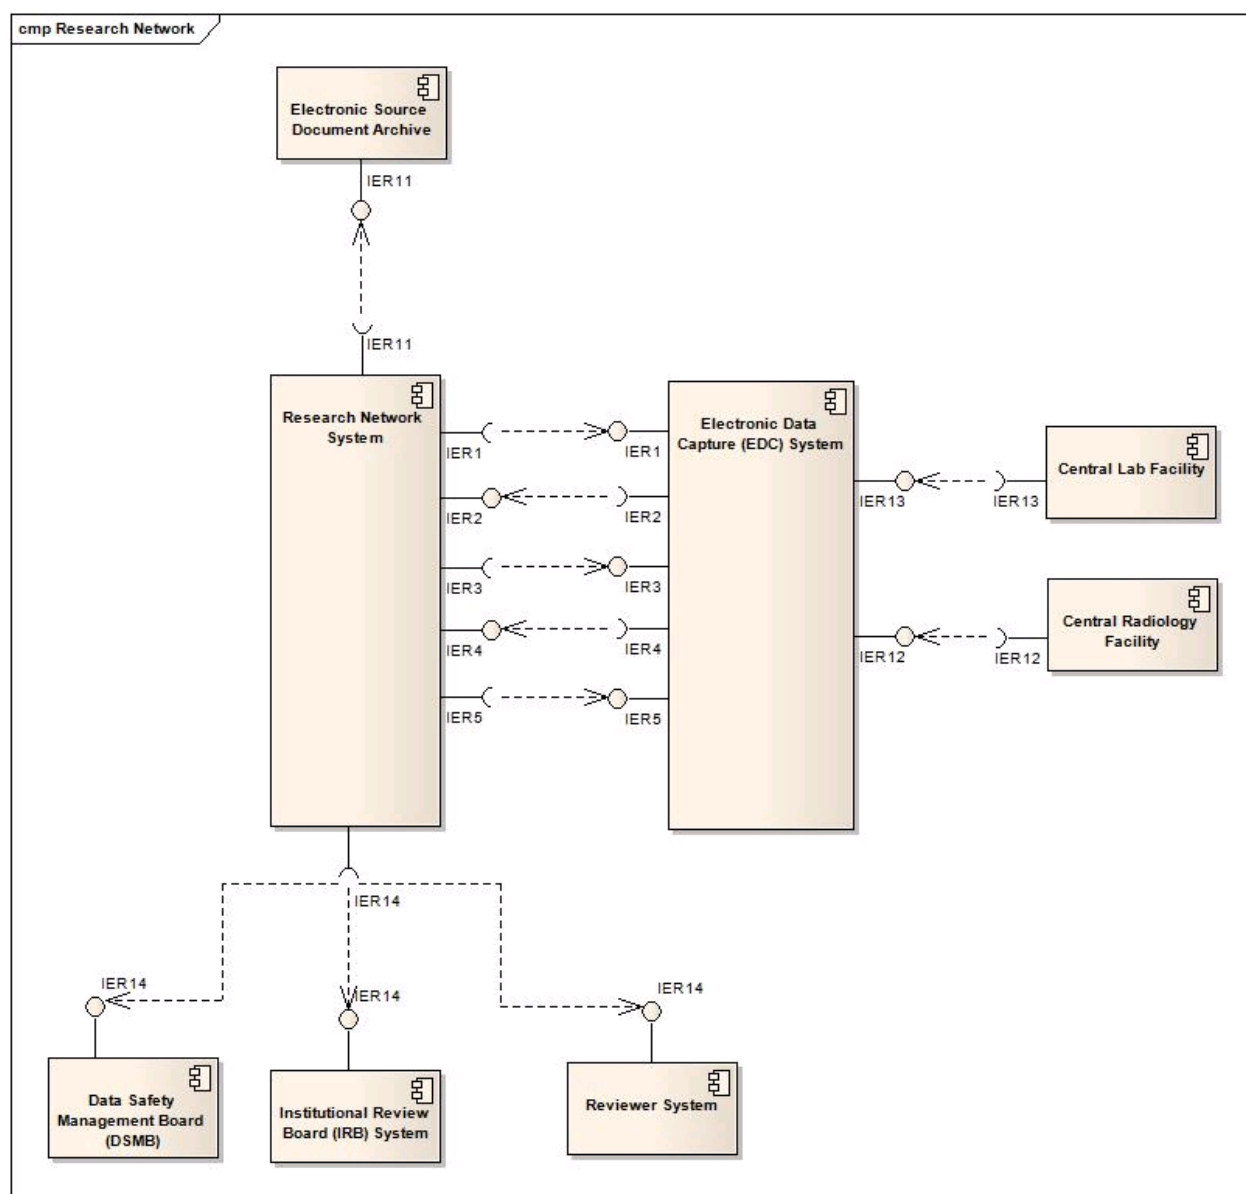 cmp Research Network
Electronic Source
Document Archive
IER11
IER11
Research Network
System
Electronic Data
Capture (EDC) System
IER1
IER1
IER2
IER2
IER3
IER3
IER4
IER4
IER5
IER5
IER13
IER13
Central Lab Facility
IER12
IER12
Central Radiology
Facility
IER14
IER14
IER14
IER14
Data Safety
Management Board
(DSMB)
Institutional Review
Board (IRB) System
Reviewer System